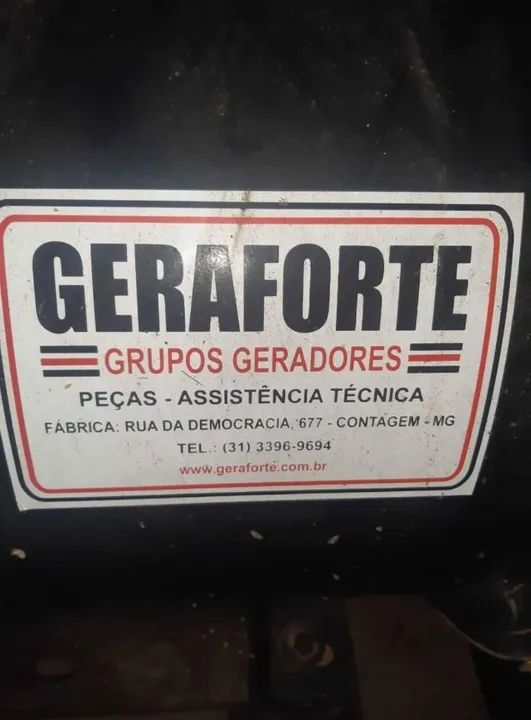 GERAFORTE
GRUPOS GERADORES
PEÇAS - ASSISTÊNCIA TÉCNICA
FÁBRICA: RUA DA DEMOCRACIA, 677 - CONTAGEM - MG
TEL.: (31) 3396-9694
www.geraforte.com.br